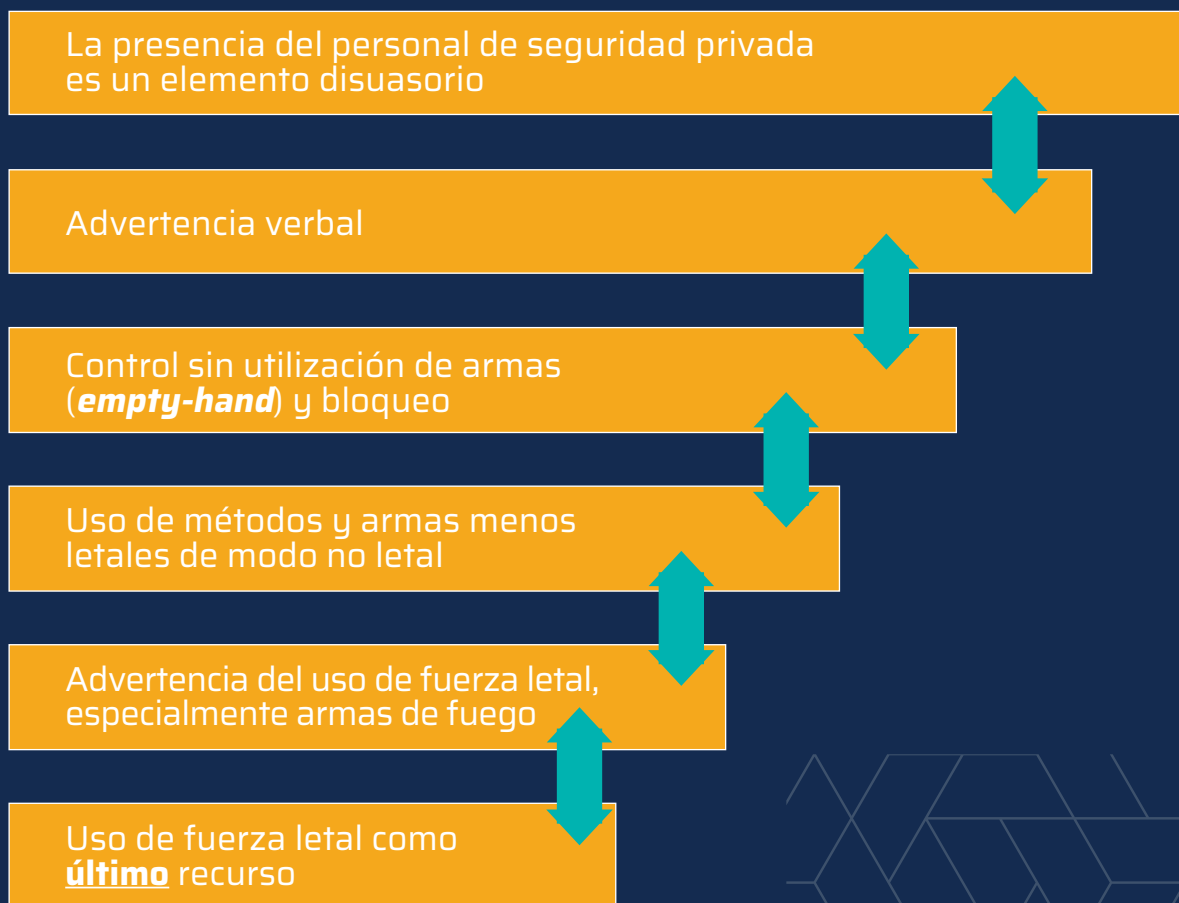 La presencia del personal de seguridad privada
es un elemento disuasorio
Advertencia verbal
Control sin utilización de armas
(empty-hand) y bloqueo
Uso de métodos y armas menos
letales de modo no letal
Advertencia del uso de fuerza letal,
especialmente armas de fuego
Uso de fuerza letal como
último recurso